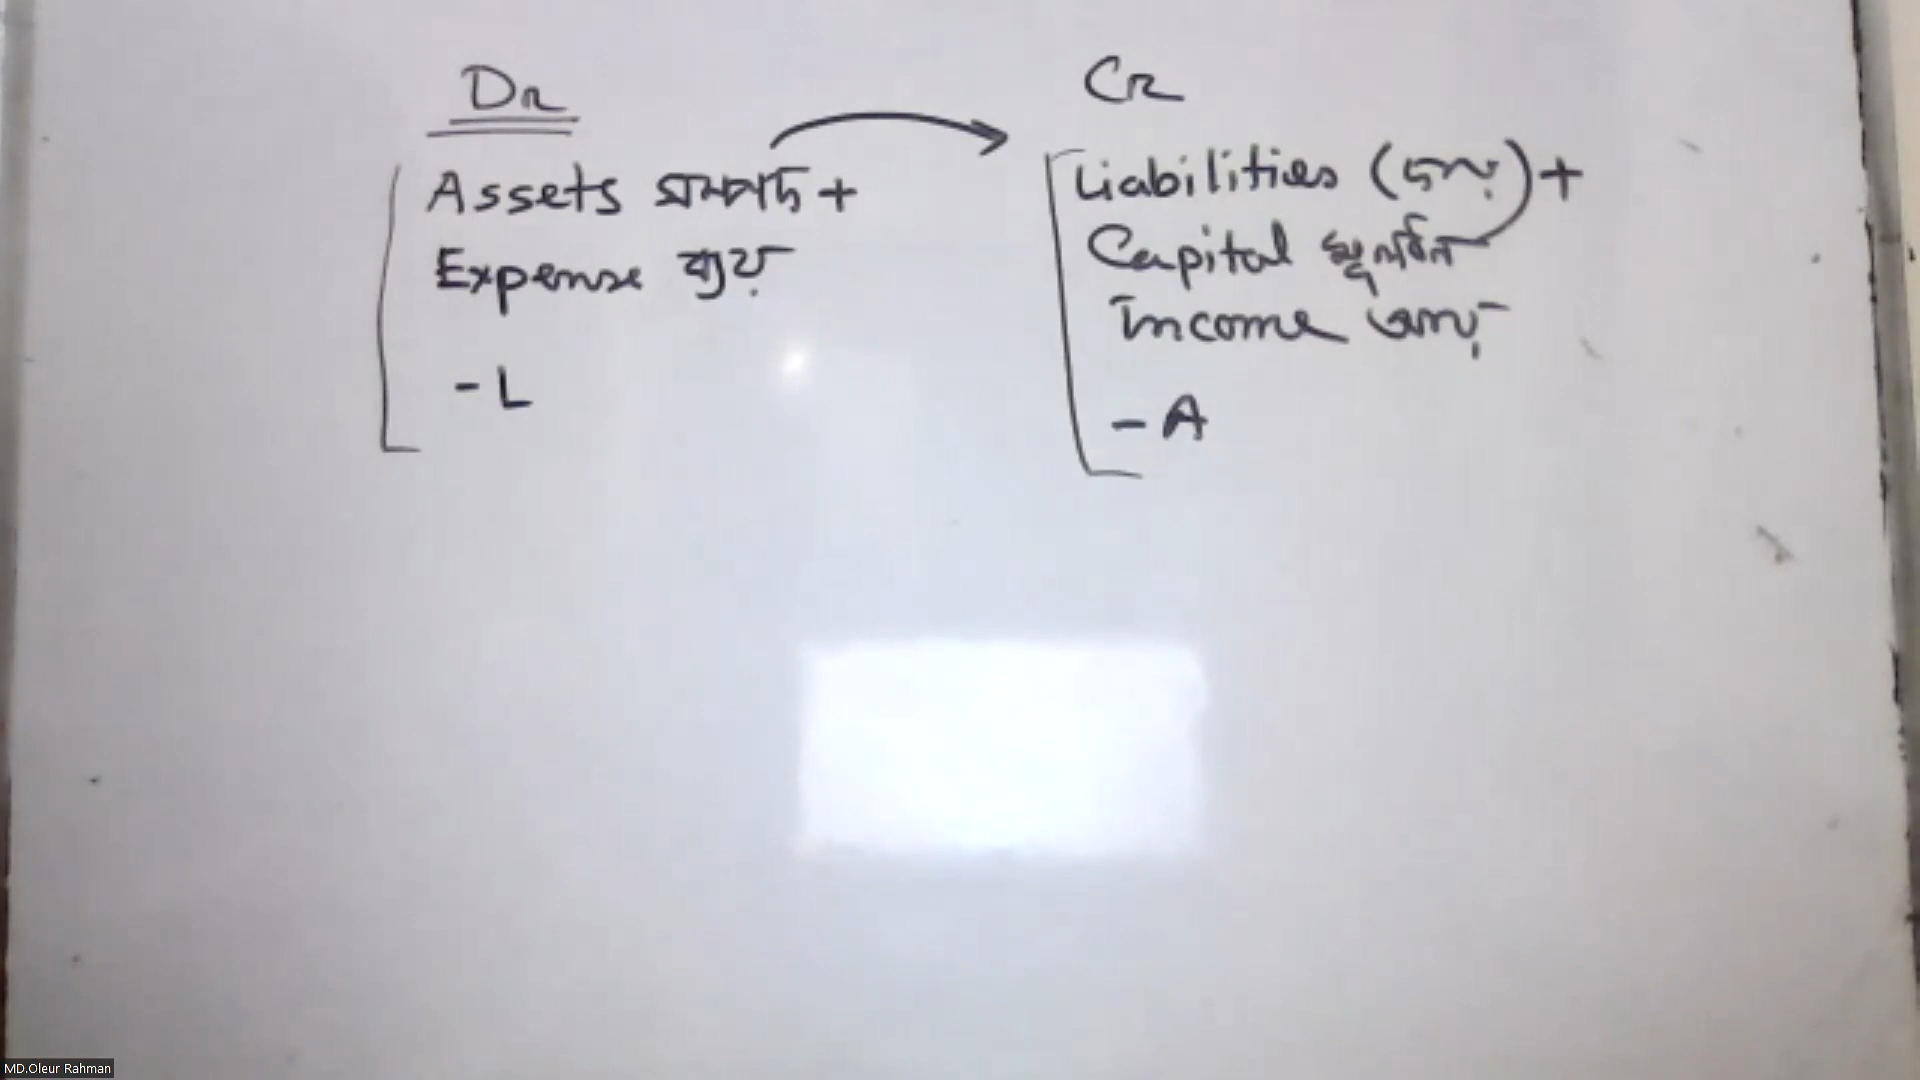 Dr
Assets সম্পদ +
Expense ব্যয়
- L
Cr
Liabilities (দায়) +
Capital মূলধন
Income আয়
- A
MD.Oleur Rahman